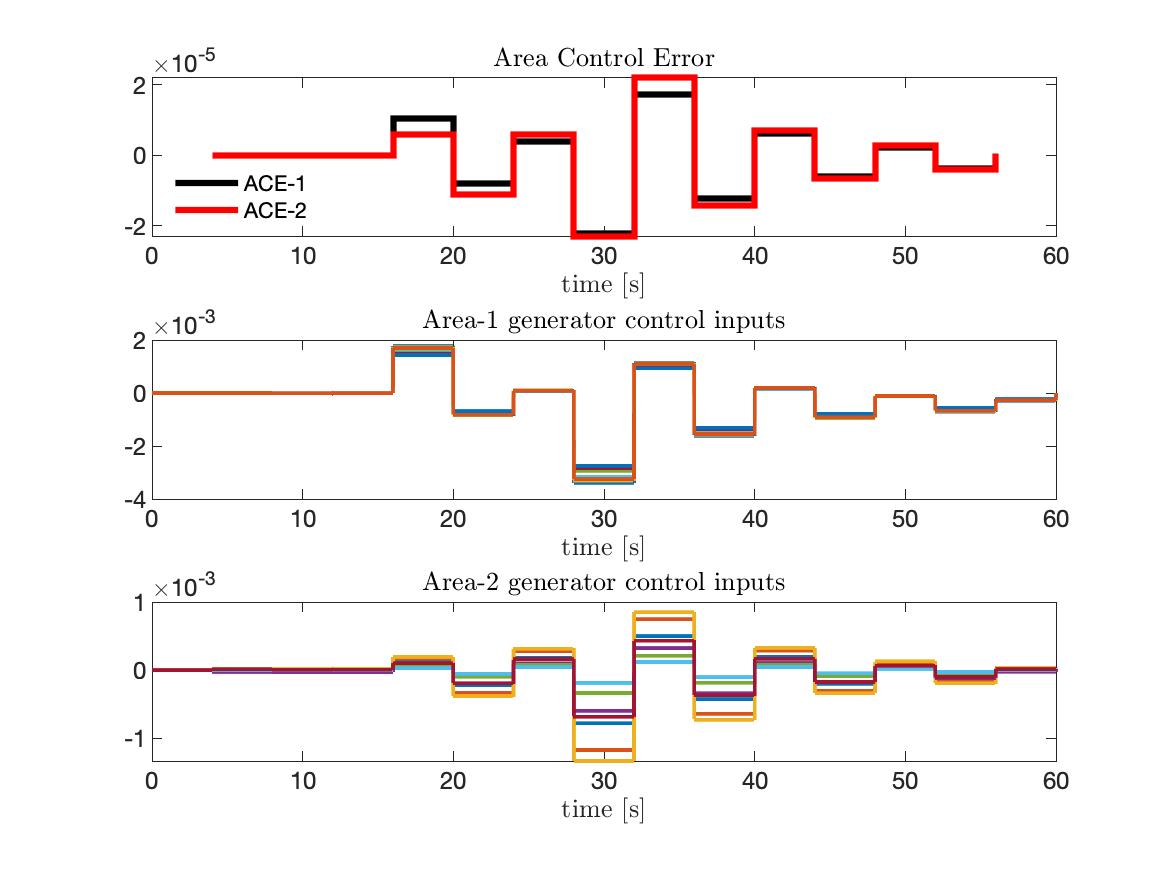 ×10-5
Area Control Error
2
0
-2
ACE-1
ACE-2
0 10 20 30 40 50 60
time [s]
×10-3
Area-1 generator control inputs
2
0
-2
-4
0 10 20 30 40 50 60
time [s]
×10-3
Area-2 generator control inputs
1
0
-1
0 10 20 30 40 50 60
time [s]